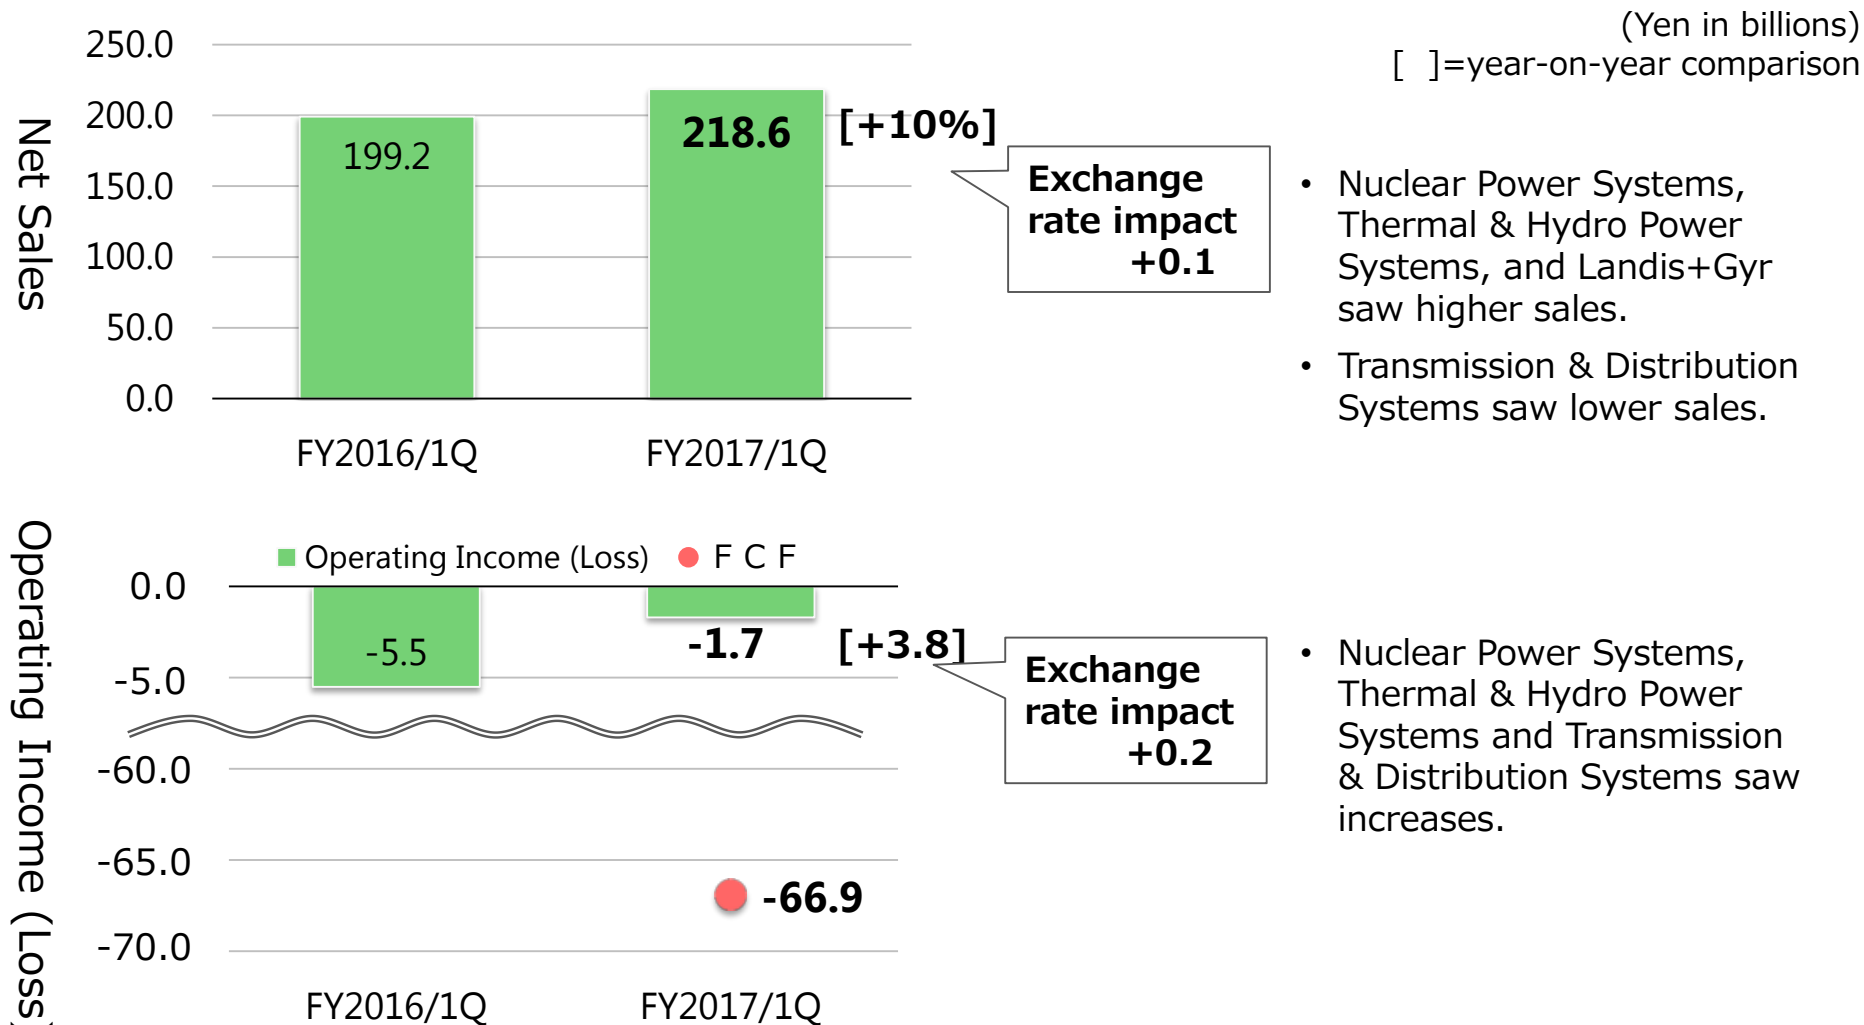 (Yen in billions)
[ ]=year-on-year comparison
Net Sales
250.0
200.0
150.0
100.0
50.0
0.0
199.2
218.6
[+10%]
FY2016/1Q
FY2017/1Q
Exchange
rate impact
+0.1
• Nuclear Power Systems,
Thermal & Hydro Power
Systems, and Landis+Gyr
saw higher sales.
• Transmission & Distribution
Systems saw lower sales.
Operating Income (Loss)
Operating Income (Loss)
ＦＣＦ
0.0
-5.0
-60.0
-65.0
-70.0
-5.5
-1.7
[+3.8]
-66.9
FY2016/1Q
FY2017/1Q
Exchange
rate impact
+0.2
• Nuclear Power Systems,
Thermal & Hydro Power
Systems and Transmission
& Distribution Systems saw
increases.